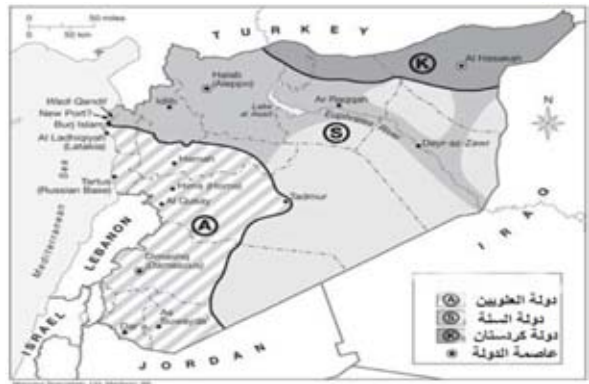 0 50 miles
0 50 km
TURKEY
K
Al Hasakah
Halab
(Aleppo)
Idlib
Wadi Qandil
New Port?
Burj Islam
Al Ladhiqiyah
(Latakia)
Ar Raqqah
Lake
al Assad
Euphrates River
S
Dayr az-Zawr
N
Hamah
Tartus
(Russian Base)
Hims (Homs)
Al Qusayr
Tadmur
A
Mediterranean Sea
LEBANON
(Damascus)
As
Suwayda
Dar'a
ISRAEL
JORDAN
IRAQ
A دولة العلويين
S دولة السنة
K دولة كردستان
عاصمة الدولة